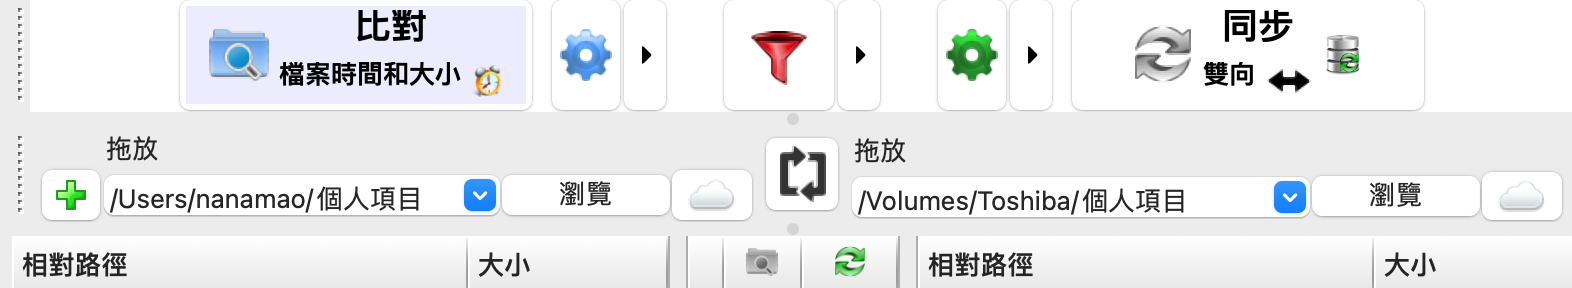 比對
檔案時間和大小
同步
雙向
拖放
/Users/nanamao/個人項目
瀏覽
拖放
/Volumes/Toshiba/個人項目
瀏覽
相對路徑
大小
相對路徑
大小